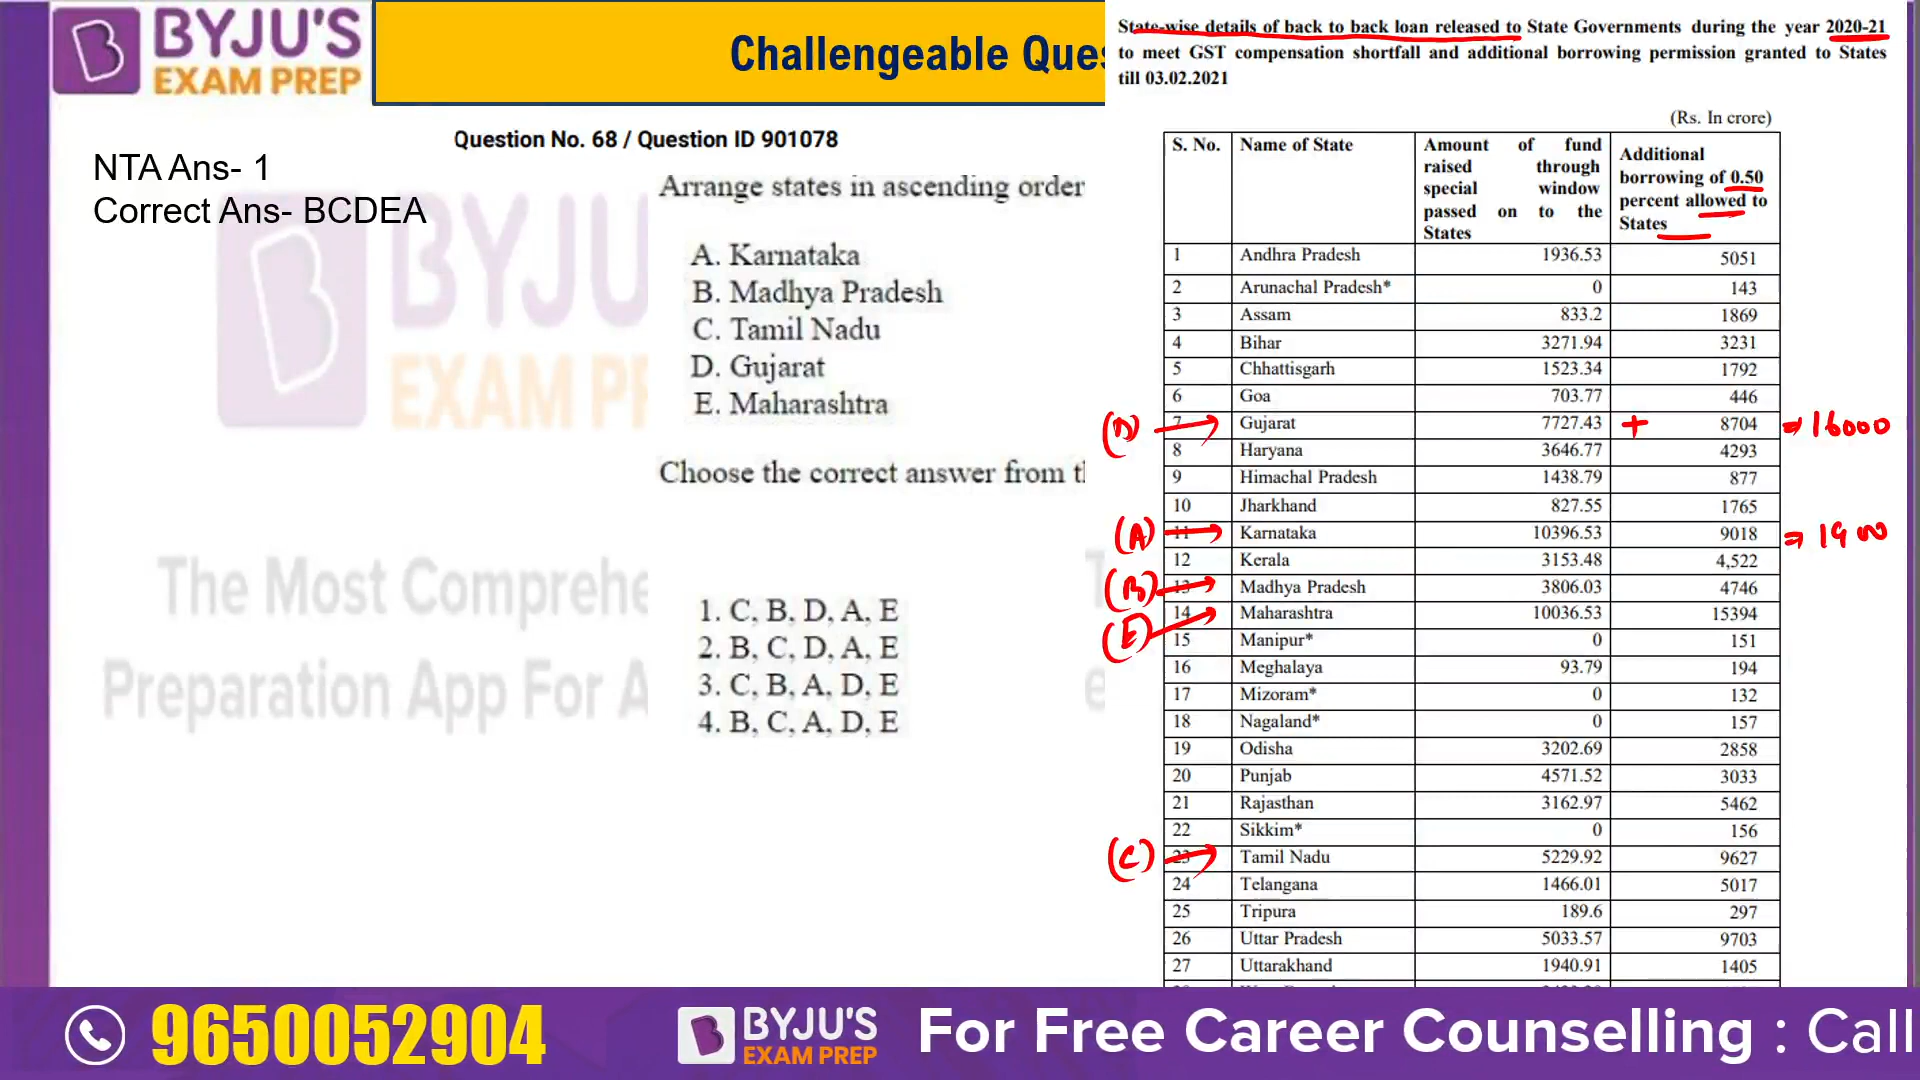 BYJU'S
EXAM PREP
Challengeable Ques
Question No. 68 / Question ID 901078
NTA Ans- 1
Correct Ans- BCDEA
Arrange states in ascending order
A. Karnataka
B. Madhya Pradesh
C. Tamil Nadu
D. Gujarat
E. Maharashtra
Choose the correct answer from tl
1. C, B, D, A, E
2. B, C, D, A, E
3. C, B, A, D, E
4. B, C, A, D, E
BYJU
EXAM PF
The Most Comprehe
Preparation App For A
State-wise details of back to back loan released to State Governments during the year 2020-21
to meet GST compensation shortfall and additional borrowing permission granted to States
till 03.02.2021
(Rs. In crore)
S. No. Name of State Amount of fund raised through special window passed on to the States Additional borrowing of 0.50 percent allowed to States
1 Andhra Pradesh 1936.53 5051
2 Arunachal Pradesh* 0 143
3 Assam 833.2 1869
4 Bihar 3271.94 3231
5 Chhattisgarh 1523.34 1792
6 Goa 703.77 446
(D) 7 Gujarat 7727.43 + 8704 ⇒ 16000
8 Haryana 3646.77 4293
9 Himachal Pradesh 1438.79 877
10 Jharkhand 827.55 1765
(A) 11 Karnataka 10396.53 9018
12 Kerala 3153.48 4,522
(B) 13 Madhya Pradesh 3806.03 4746
(E) 14 Maharashtra 10036.53 15394
15 Manipur* 0 151
16 Meghalaya 93.79 194
17 Mizoram* 0 132
18 Nagaland* 0 157
19 Odisha 3202.69 2858
20 Punjab 4571.52 3033
21 Rajasthan 3162.97 5462
22 Sikkim* 0 156
(C) 23 Tamil Nadu 5229.92 9627
24 Telangana 1466.01 5017
25 Tripura 189.6 297
26 Uttar Pradesh 5033.57 9703
27 Uttarakhand 1940.91 1405
9650052904
BYJU'S
EXAM PREP
For Free Career Counselling : Call